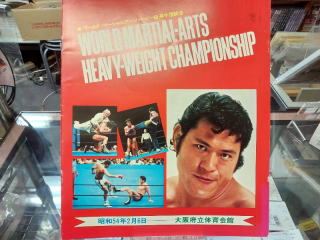 WORLD MARTIAL-ARTS
HEAVY-WEIGHT CHAMPIONSHIP
昭和54年2月6日
大阪府立体育会館